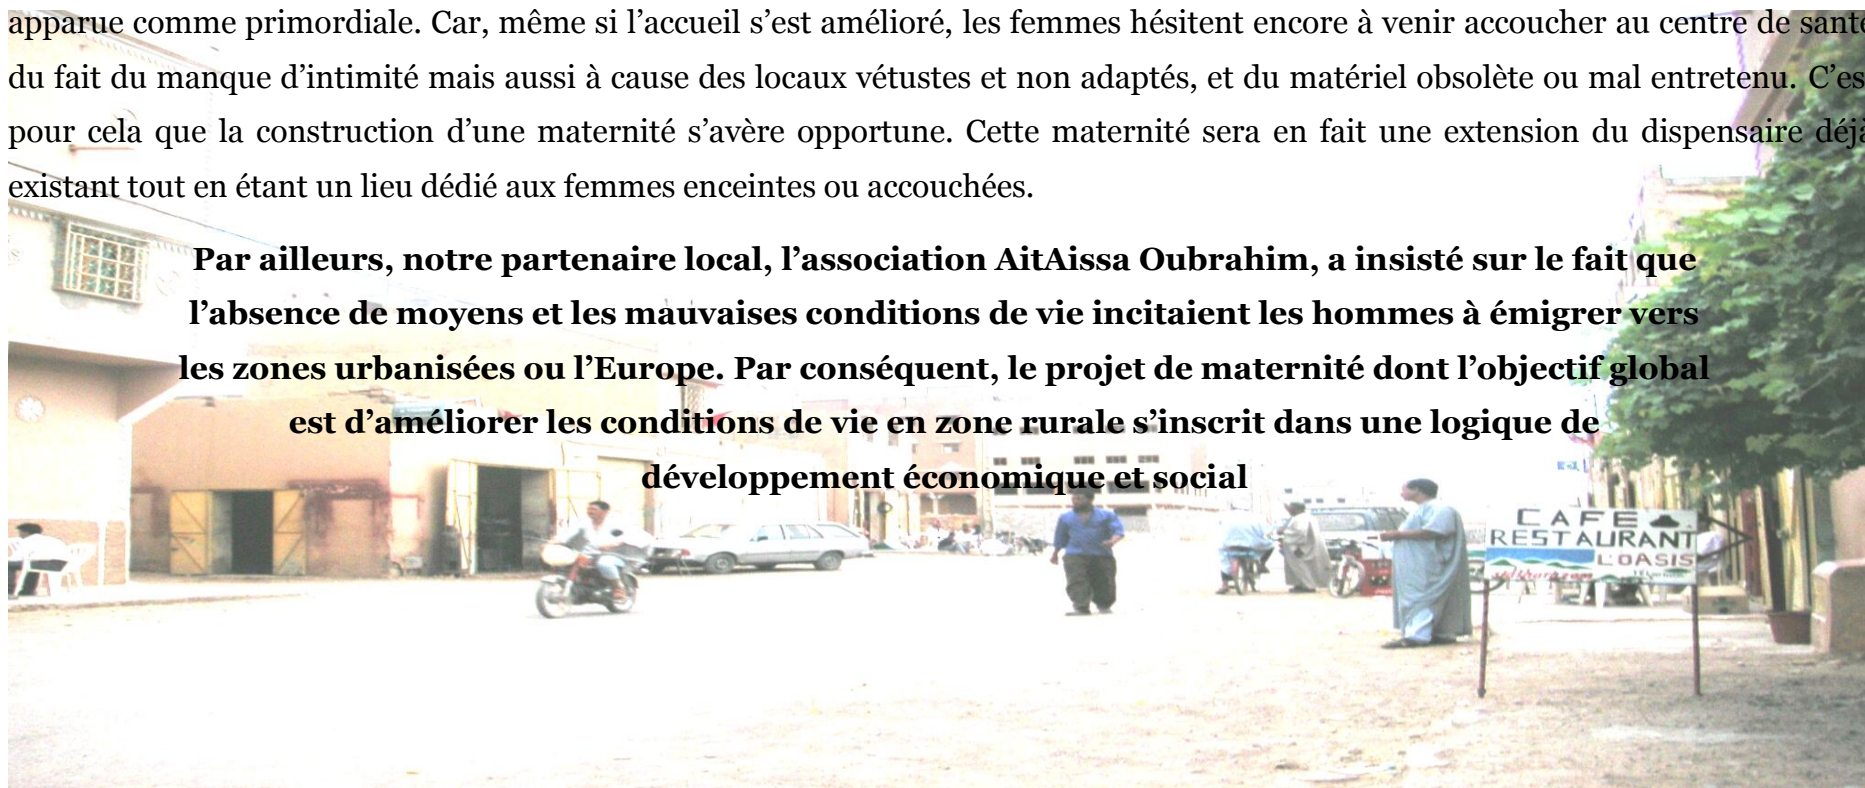 apparue comme primordiale. Car, même si l’accueil s’est amélioré, les femmes hésitent encore à venir accoucher au centre de santé
du fait du manque d’intimité mais aussi à cause des locaux vétustes et non adaptés, et du matériel obsolète ou mal entretenu. C’est
pour cela que la construction d’une maternité s’avère opportune. Cette maternité sera en fait une extension du dispensaire déjà
existant tout en étant un lieu dédié aux femmes enceintes ou accouchées.
Par ailleurs, notre partenaire local, l’association AitAissa Oubrahim, a insisté sur le fait que
l’absence de moyens et les mauvaises conditions de vie incitaient les hommes à émigrer vers
les zones urbanisées ou l’Europe. Par conséquent, le projet de maternité dont l’objectif global
est d’améliorer les conditions de vie en zone rurale s’inscrit dans une logique de
développement économique et social
CAFE
RESTAURANT
L'OASIS